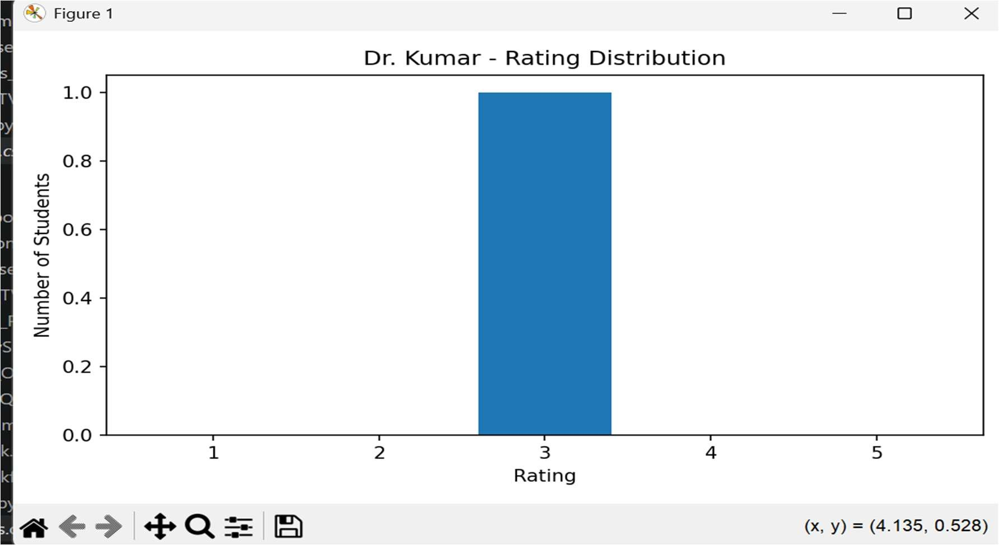 Figure 1
Dr. Kumar - Rating Distribution
1.0
0.8
0.6
0.4
0.2
0.0
Number of Students
1 2 3 4 5
Rating
(x, y) = (4.135, 0.528)